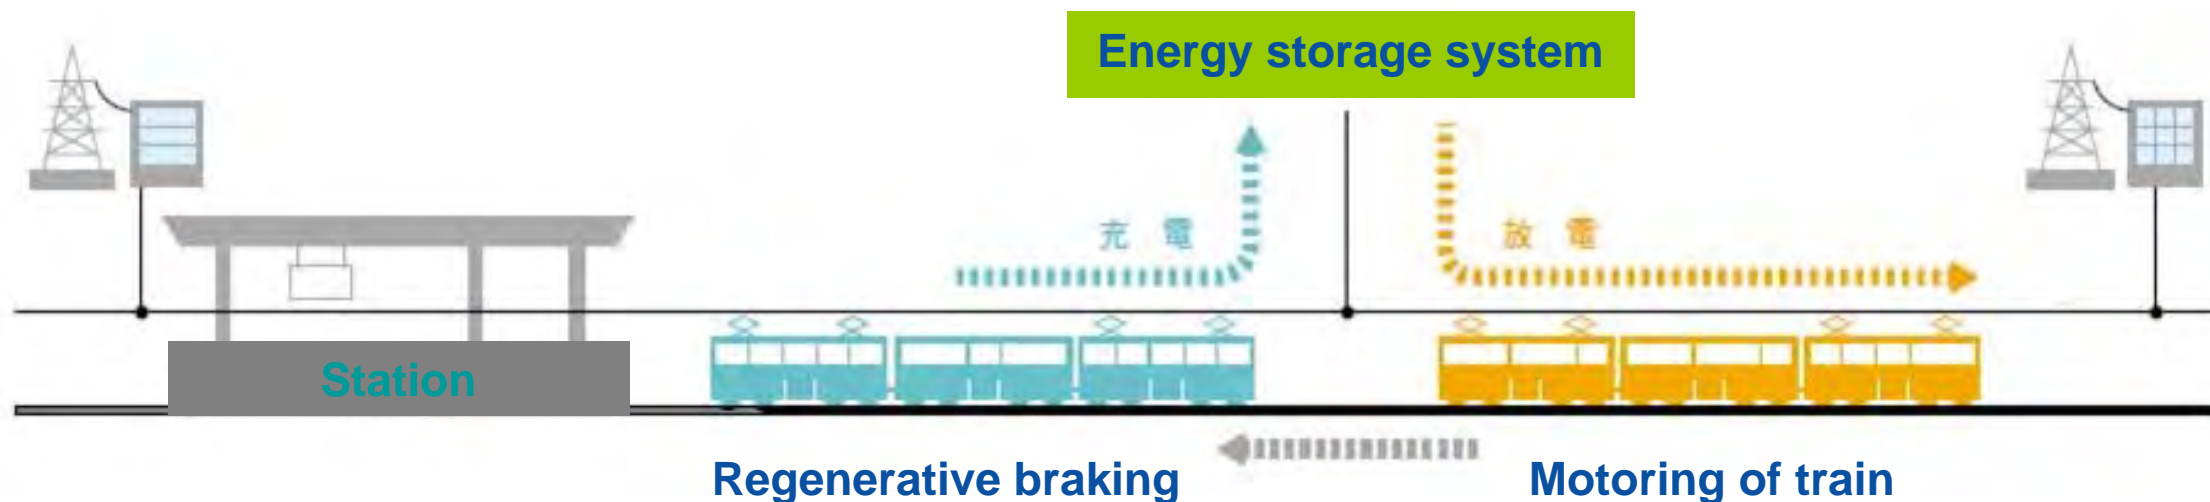 Energy storage system
充電
放電
Station
Regenerative braking
Motoring of train